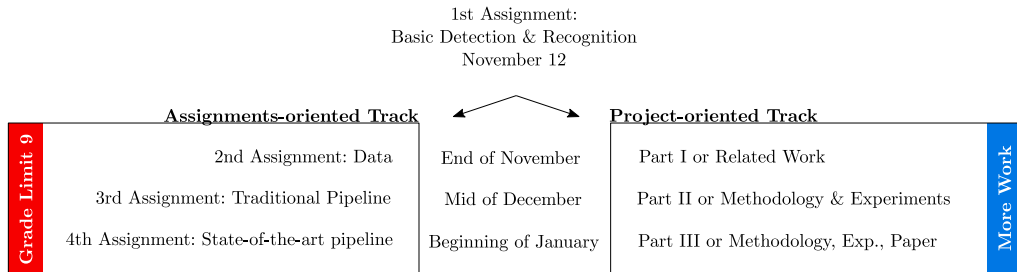 1st Assignment:
Basic Detection & Recognition
November 12
Assignments-oriented Track
Project-oriented Track
Grade Limit 9
2nd Assignment: Data
End of November
Part I or Related Work
3rd Assignment: Traditional Pipeline
Mid of December
Part II or Methodology & Experiments
4th Assignment: State-of-the-art pipeline
Beginning of January
Part III or Methodology, Exp., Paper
More Work